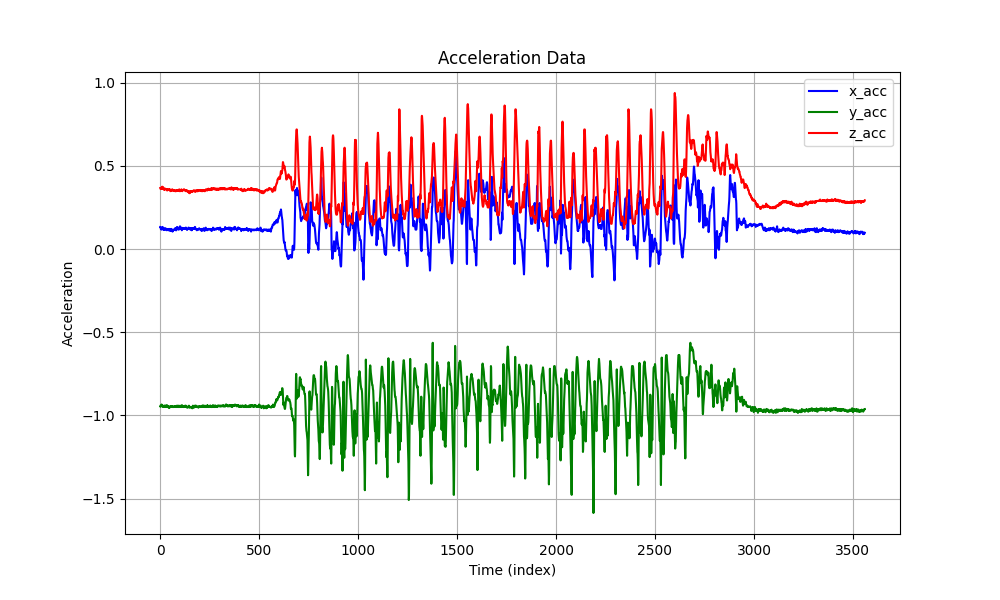 Acceleration Data
x_acc
y_acc
z_acc
Acceleration
1.0
0.5
0.0
−0.5
−1.0
−1.5
0 500 1000 1500 2000 2500 3000 3500
Time (index)